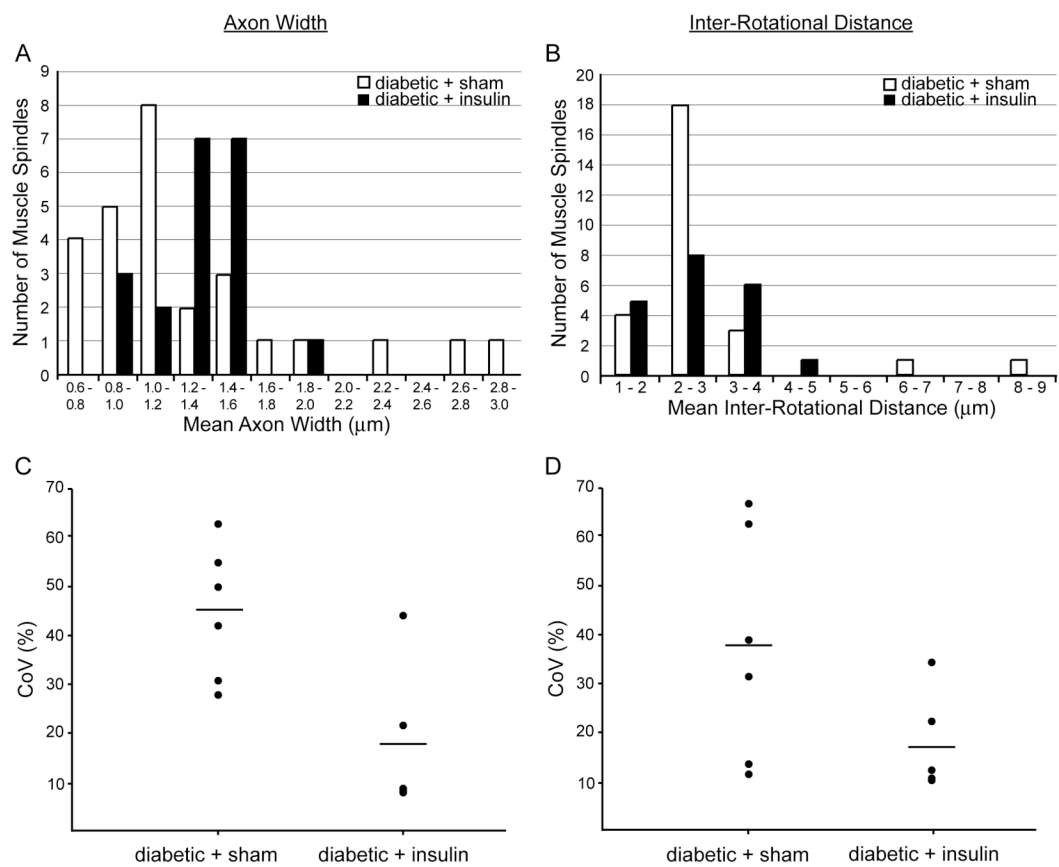 Axon Width
Inter-Rotational Distance
A
9
8
7
6
5
4
3
2
1
0
Number of Muscle Spindles
diabetic + sham
diabetic + insulin
0.6 - 0.8 - 1.0 - 1.2 - 1.4 - 1.6 - 1.8 - 2.0 - 2.2 - 2.4 - 2.6 - 2.8 -
0.8 1.0 1.2 1.4 1.6 1.8 2.0 2.2 2.4 2.6 2.8 3.0
Mean Axon Width (μm)
B
20
18
16
14
12
10
8
6
4
2
0
Number of Muscle Spindles
diabetic + sham
diabetic + insulin
1 - 2 2 - 3 3 - 4 4 - 5 5 - 6 6 - 7 7 - 8 8 - 9
Mean Inter-Rotational Distance (μm)
C
70
60
50
40
30
20
10
CoV (%)
diabetic + sham diabetic + insulin
D
70
60
50
40
30
20
10
CoV (%)
diabetic + sham diabetic + insulin